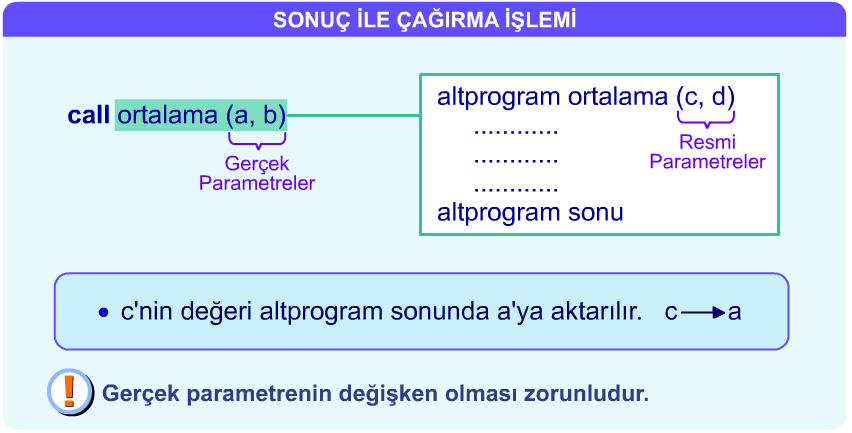 SONUÇ İLE ÇAĞIRMA İŞLEMİ
call ortalama (a, b)
Gerçek
Parametreler
altprogram ortalama (c, d)
............
............
............
altprogram sonu
Resmi
Parametreler
• c'nin değeri altprogram sonunda a'ya aktarılır. c→a
! Gerçek parametrenin değişken olması zorunludur.